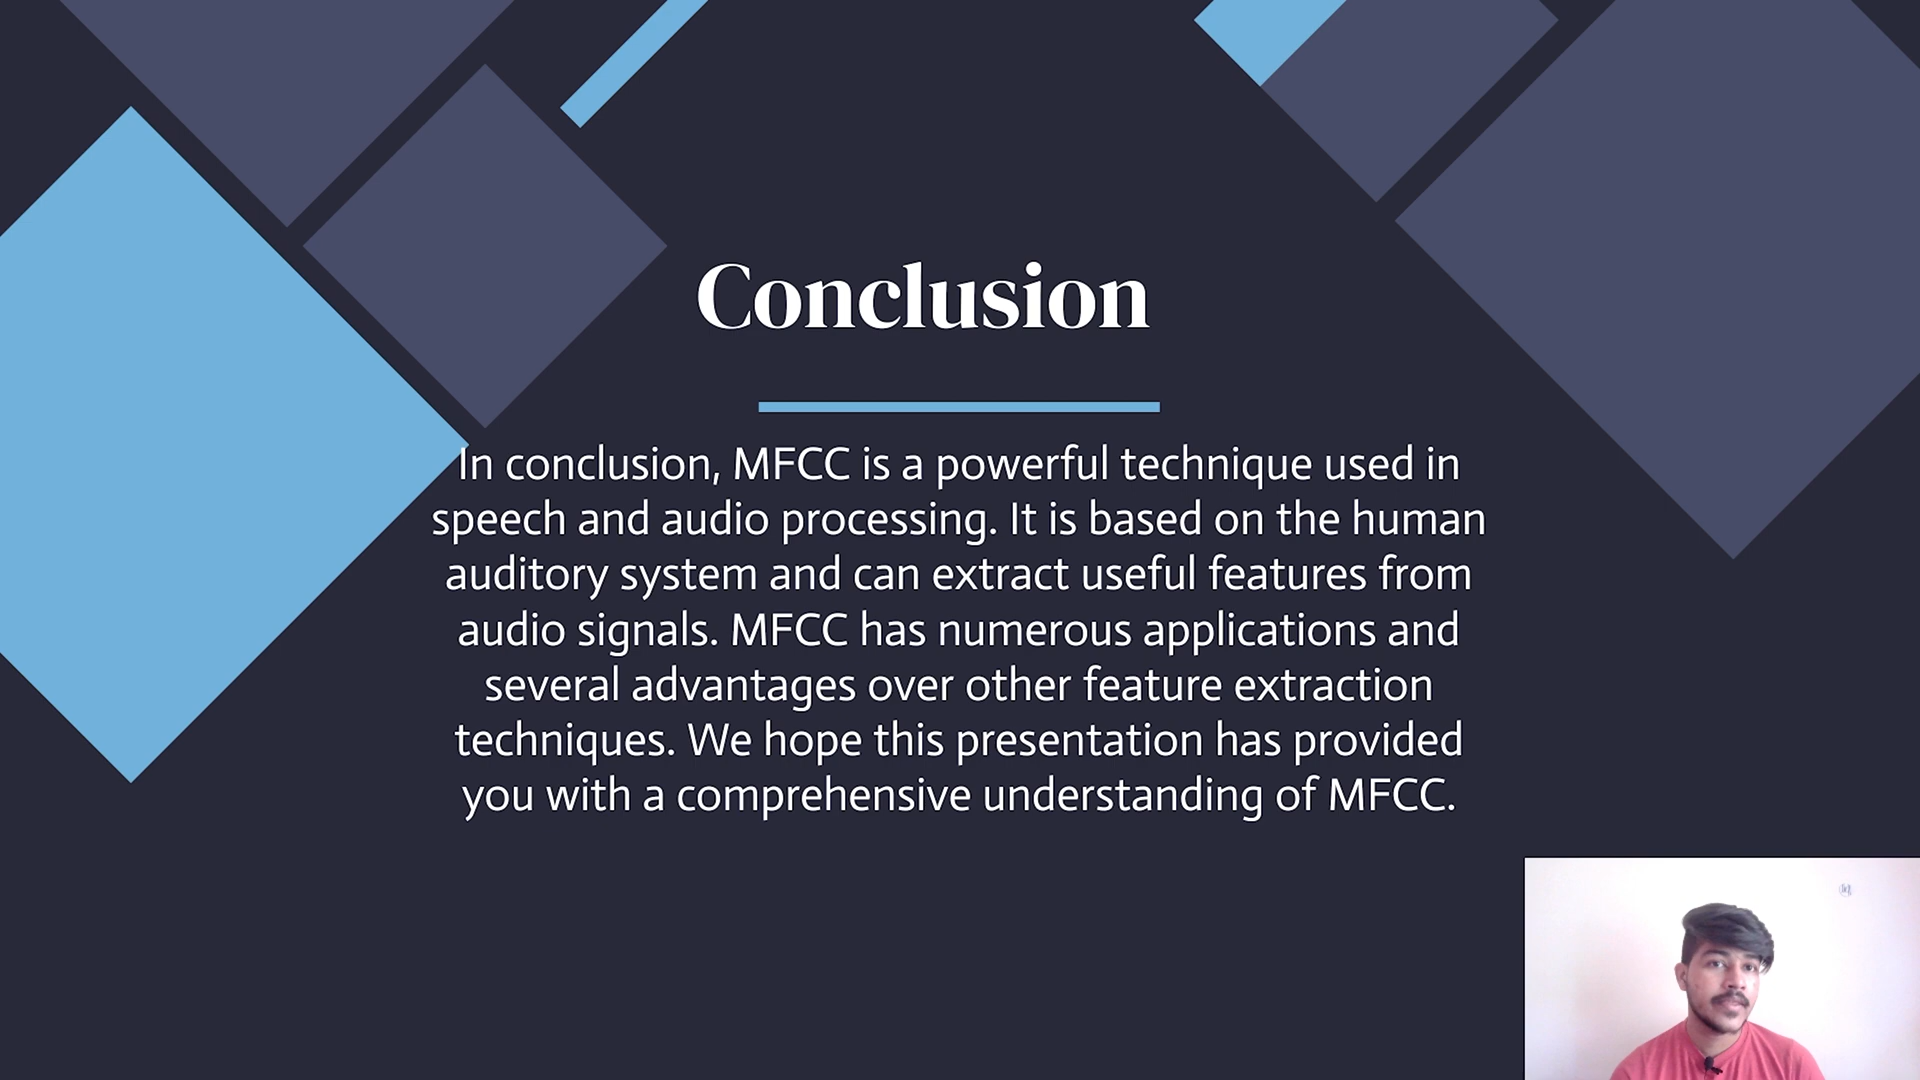 Conclusion
In conclusion, MFCC is a powerful technique used in
speech and audio processing. It is based on the human
auditory system and can extract useful features from
audio signals. MFCC has numerous applications and
several advantages over other feature extraction
techniques. We hope this presentation has provided
you with a comprehensive understanding of MFCC.